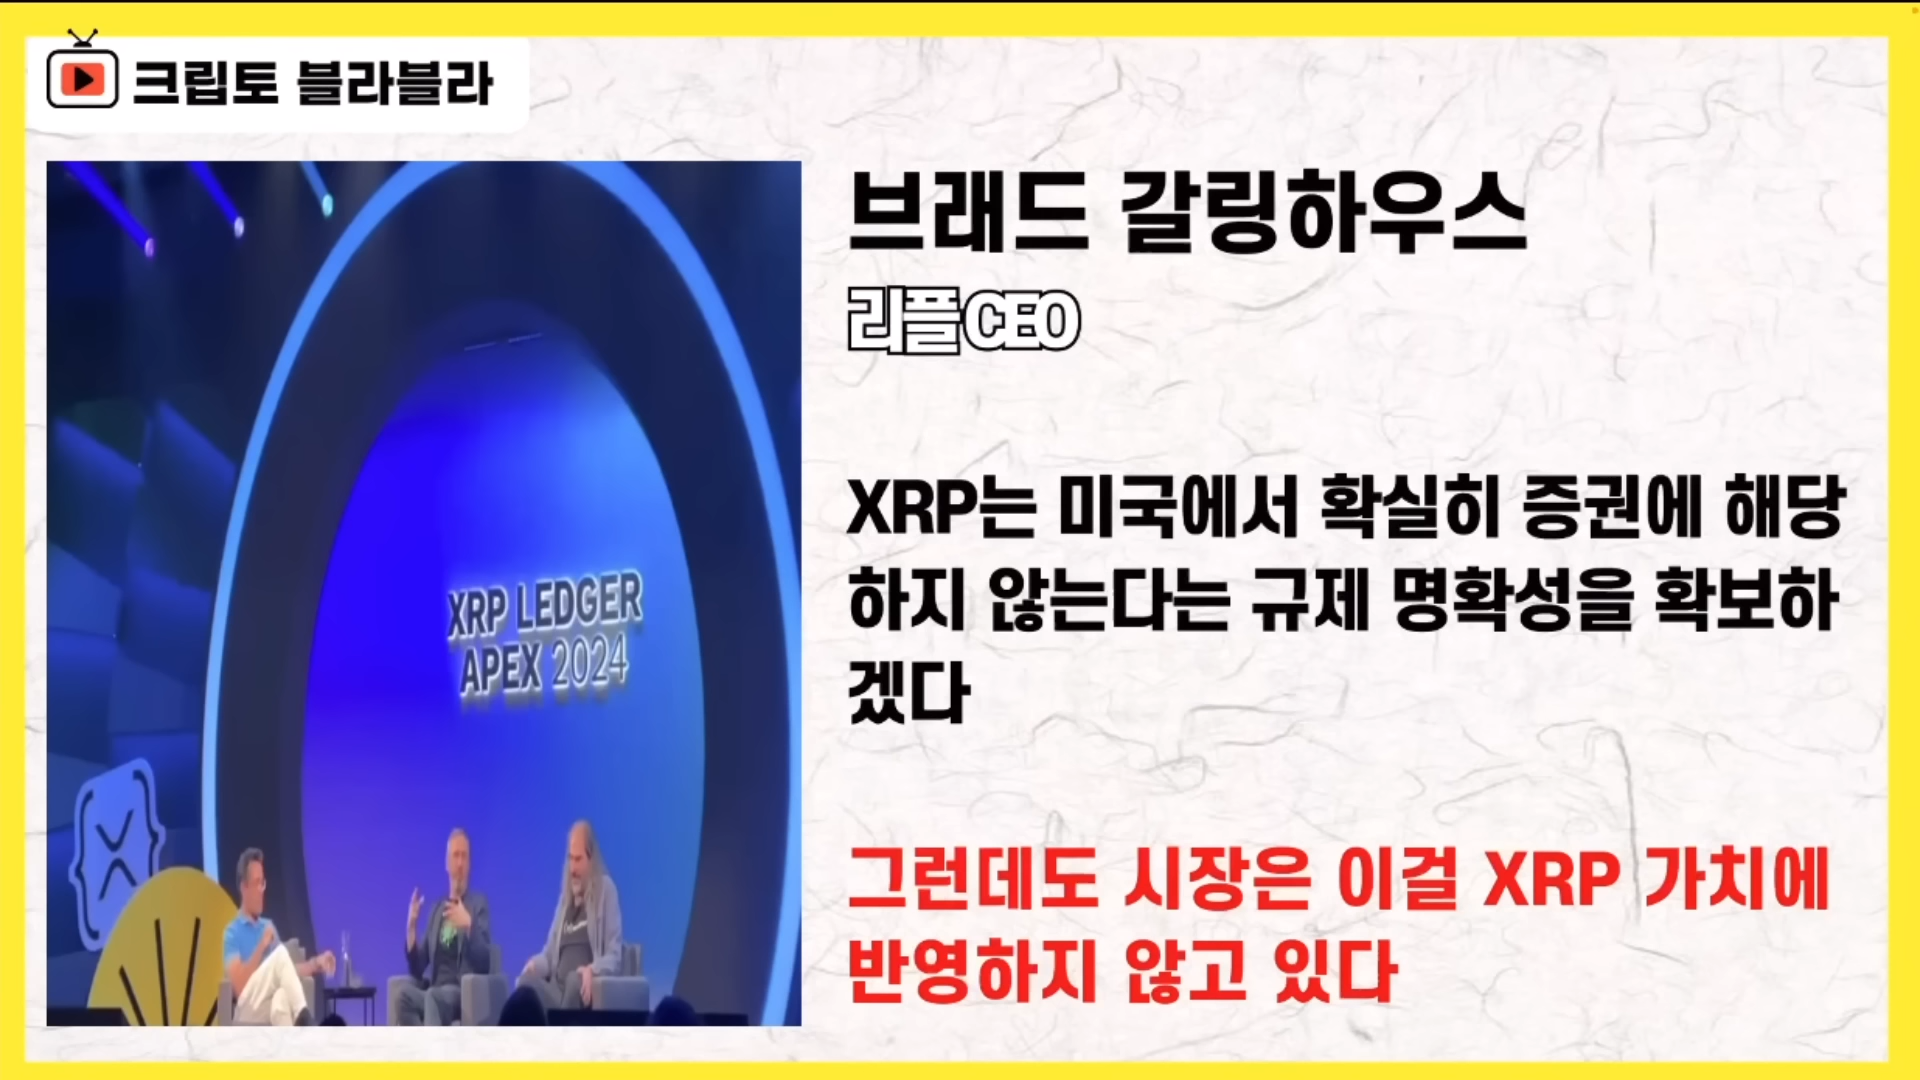 크립토 블라블라
브래드 갈링하우스
리플 CEO
XRP LEDGER
APEX 2024
XRP는 미국에서 확실히 증권에 해당
하지 않는다는 규제 명확성을 확보하
겠다
그런데도 시장은 이걸 XRP 가치에
반영하지 않고 있다